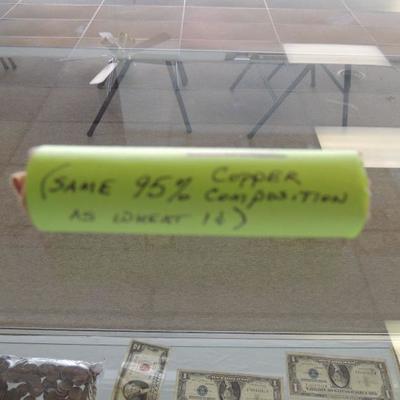 (SAME 95% COPPER
COMPOSITION
AS WHEAT 1¢)